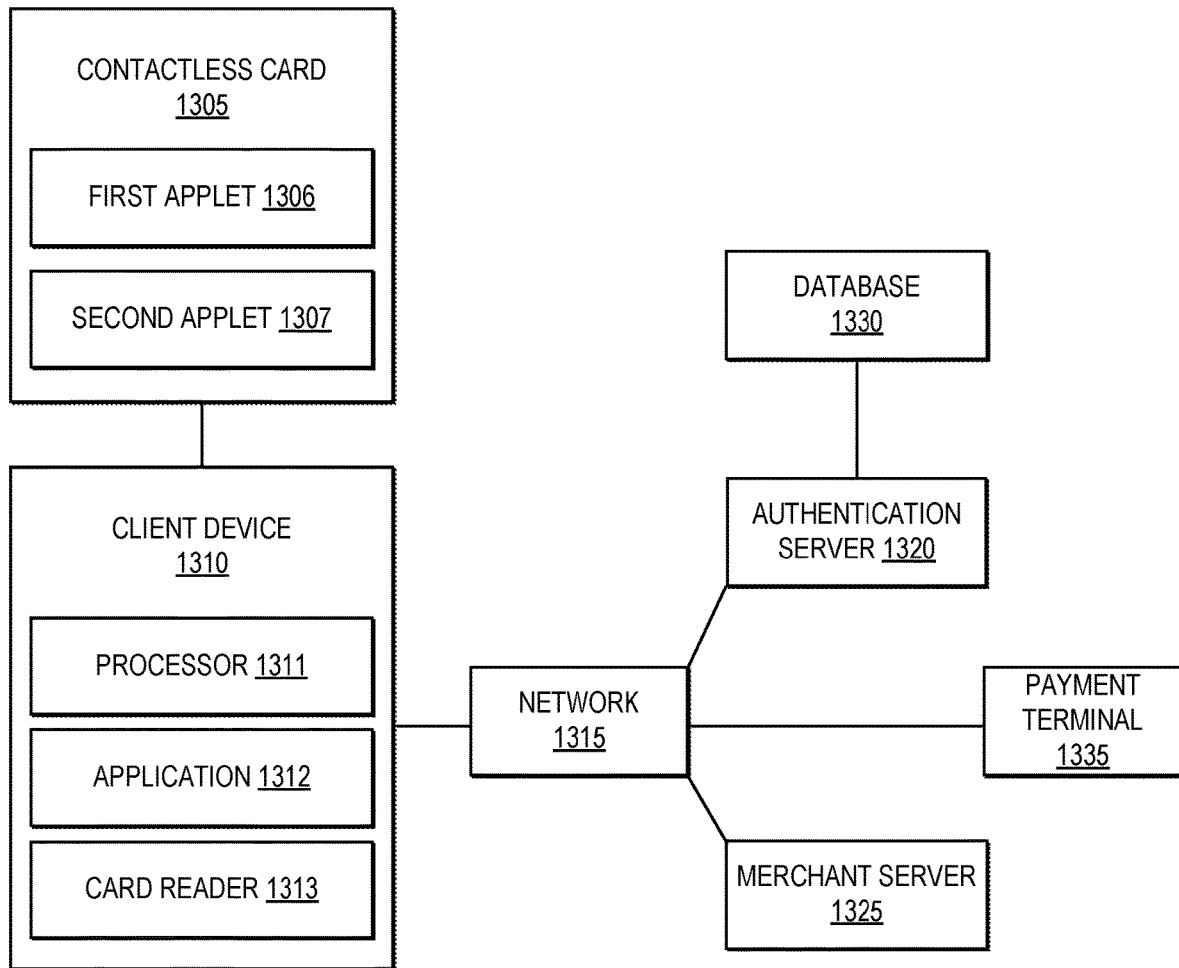 CONTACTLESS CARD
1305
FIRST APPLET 1306
SECOND APPLET 1307
DATABASE
1330
CLIENT DEVICE
1310
AUTHENTICATION
SERVER 1320
PROCESSOR 1311
APPLICATION 1312
CARD READER 1313
NETWORK
1315
PAYMENT
TERMINAL
1335
MERCHANT SERVER
1325